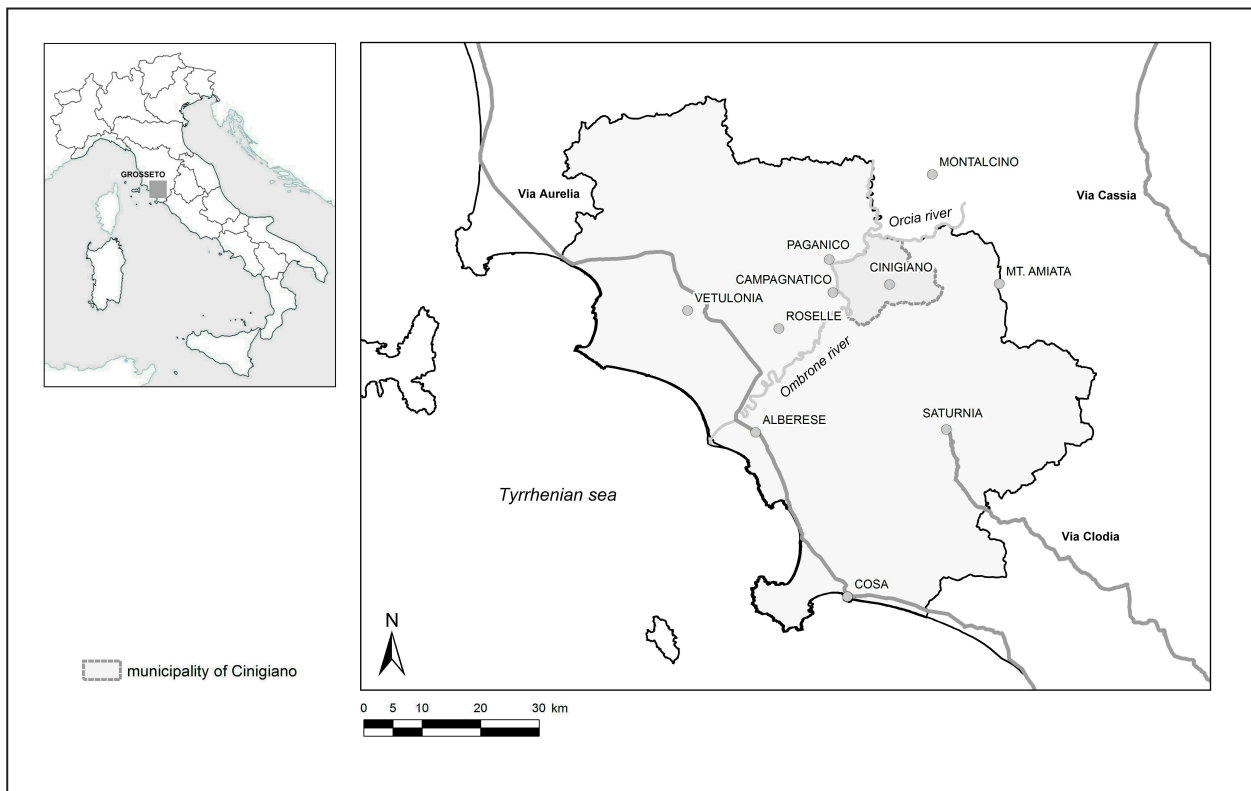 GROSSETO
municipality of Cinigiano
Via Aurelia
MONTALCINO
Via Cassia
Orcia river
PAGANICO
CINIGIANO
MT. AMIATA
CAMPAGNATICO
VETULONIA
ROSELLE
Ombrone river
ALBERESE
SATURNIA
Tyrrhenian sea
Via Clodia
COSA
N
0 5 10 20 30 km